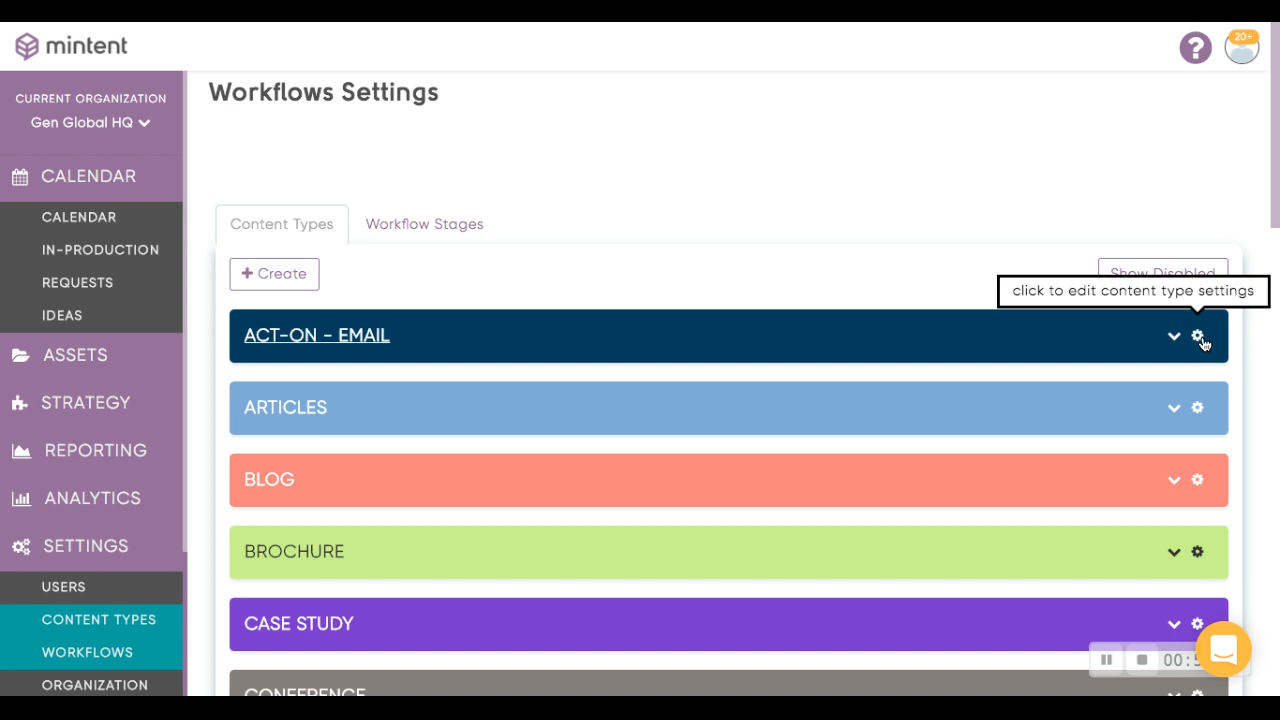 mintent
?
20+
CURRENT ORGANIZATION
Gen Global HQ
CALENDAR
CALENDAR
IN-PRODUCTION
REQUESTS
IDEAS
ASSETS
STRATEGY
REPORTING
ANALYTICS
SETTINGS
USERS
CONTENT TYPES
WORKFLOWS
ORGANIZATION
Workflows Settings
Content Types
Workflow Stages
+ Create
Show Disabled
click to edit content type settings
ACT-ON - EMAIL
ARTICLES
BLOG
BROCHURE
CASE STUDY
CONFERENCE